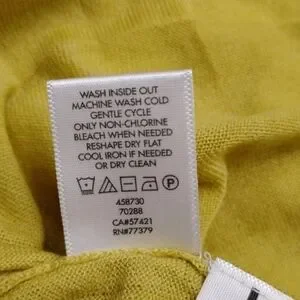 WASH INSIDE OUT
MACHINE WASH COLD
GENTLE CYCLE
ONLY NON-CHLORINE
BLEACH WHEN NEEDED
RESHAPE DRY FLAT
COOL IRON IF NEEDED
OR DRY CLEAN
P
458730
70288
CA#57421
RN#77379